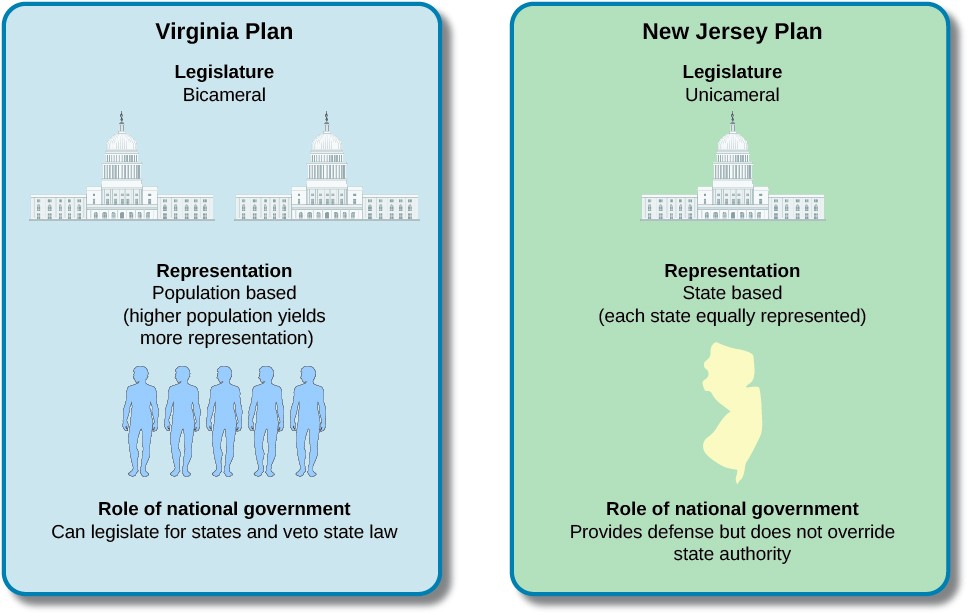 Virginia Plan
Legislature
Bicameral
Representation
Population based
(higher population yields
more representation)
Role of national government
Can legislate for states and veto state law
New Jersey Plan
Legislature
Unicameral
Representation
State based
(each state equally represented)
Role of national government
Provides defense but does not override
state authority